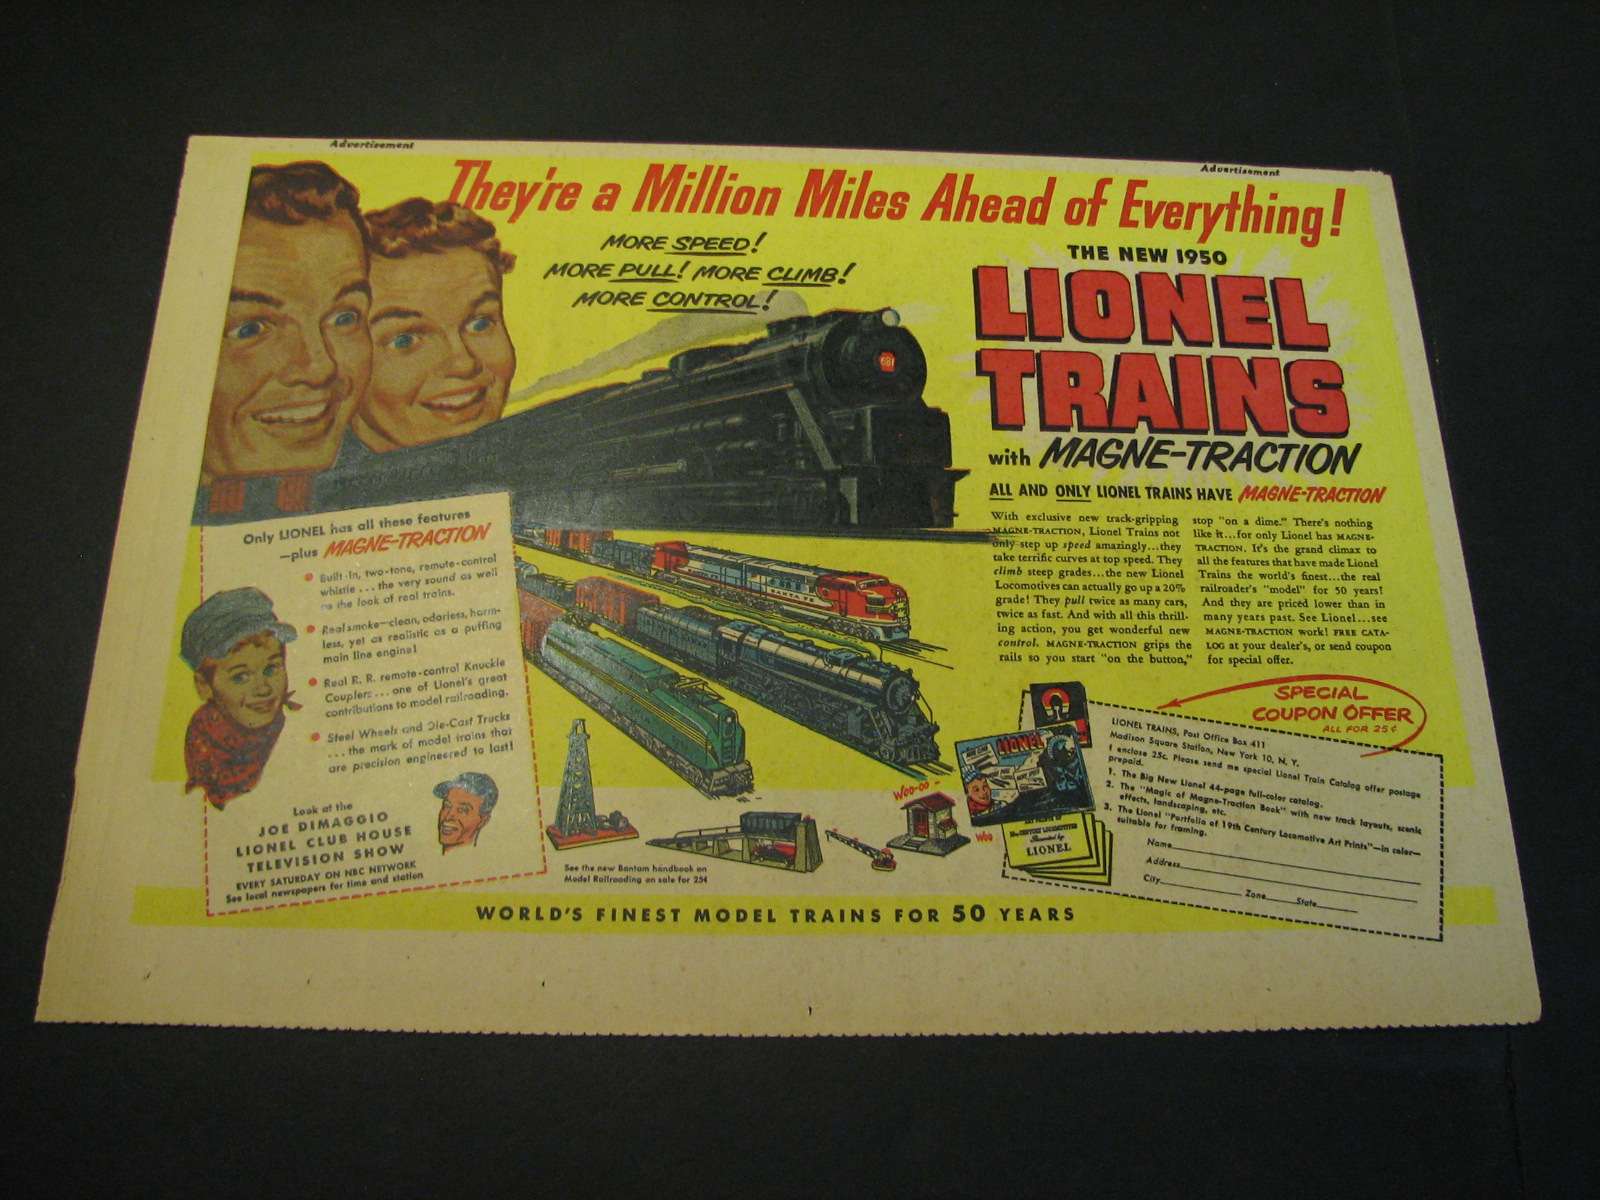 Advertisement
Advertisement
They're a Million Miles Ahead of Everything!
MORE SPEED!
MORE PULL! MORE CLIMB!
MORE CONTROL!
THE NEW 1950
LIONEL
TRAINS
with MAGNE-TRACTION
ALL AND ONLY LIONEL TRAINS HAVE MAGNE-TRACTION
With exclusive new track-gripping
MAGNE-TRACTION, Lionel Trains not
only step up speed amazingly...they
take terrific curves at top speed. They
climb steep grades...the new Lionel
Locomotives can actually go up a 20%
grade! They pull twice as many cars,
twice as fast. And with all this thrill-
ing action, you get wonderful new
control. MAGNE-TRACTION grips the
rails so you start "on the button,"
stop "on a dime." There's nothing
like it...for only Lionel has MAGNE-
TRACTION. It's the grand climax to
all the features that have made Lionel
Trains the world's finest...the real
railroader's "model" for 50 years!
And they are priced lower than in
many years past. See Lionel...see
MAGNE-TRACTION work! FREE CATA-
LOG at your dealer's, or send coupon
for special offer.
681
SANTA FE
Only LIONEL has all these features
—plus MAGNE-TRACTION
Built-In, two-tone, remote-control
whistle ... the very sound as well
as the look of real trains.
Real smoke—clean, odorless, harm-
less, yet as realistic as a puffing
main line engine!
Real R. R. remote-control Knuckle
Coupler ... one of Lionel's great
contributions to model railroading.
Steel Wheels and Die-Cast Trucks
... the mark of model trains that
are precision engineered to last!
Look at the
JOE DIMAGGIO
LIONEL CLUB HOUSE
TELEVISION SHOW
EVERY SATURDAY ON NBC NETWORK
See local newspapers for time and station
See the new Bantam handbook on
Model Railroading on sale for 25¢
Woo-oo-
Woo
LIONEL
19th CENTURY LOCOMOTIVES
LIONEL
SPECIAL
COUPON OFFER
ALL FOR 25¢
LIONEL TRAINS, Post Office Box 411
Madison Square Station, New York 10, N. Y.
I enclose 25c. Please send me special Lionel Train Catalog offer postage
prepaid.
1. The Big New Lionel 44-page full-color catalog.
2. The "Magic of Magne-Traction Book" with new track layouts, scenic
effects, landscaping, etc.
3. The Lionel "Portfolio of 19th Century Locomotive Art Prints"—in color—
suitable for framing.
Name
Address
City Zone State
WORLD'S FINEST MODEL TRAINS FOR 50 YEARS